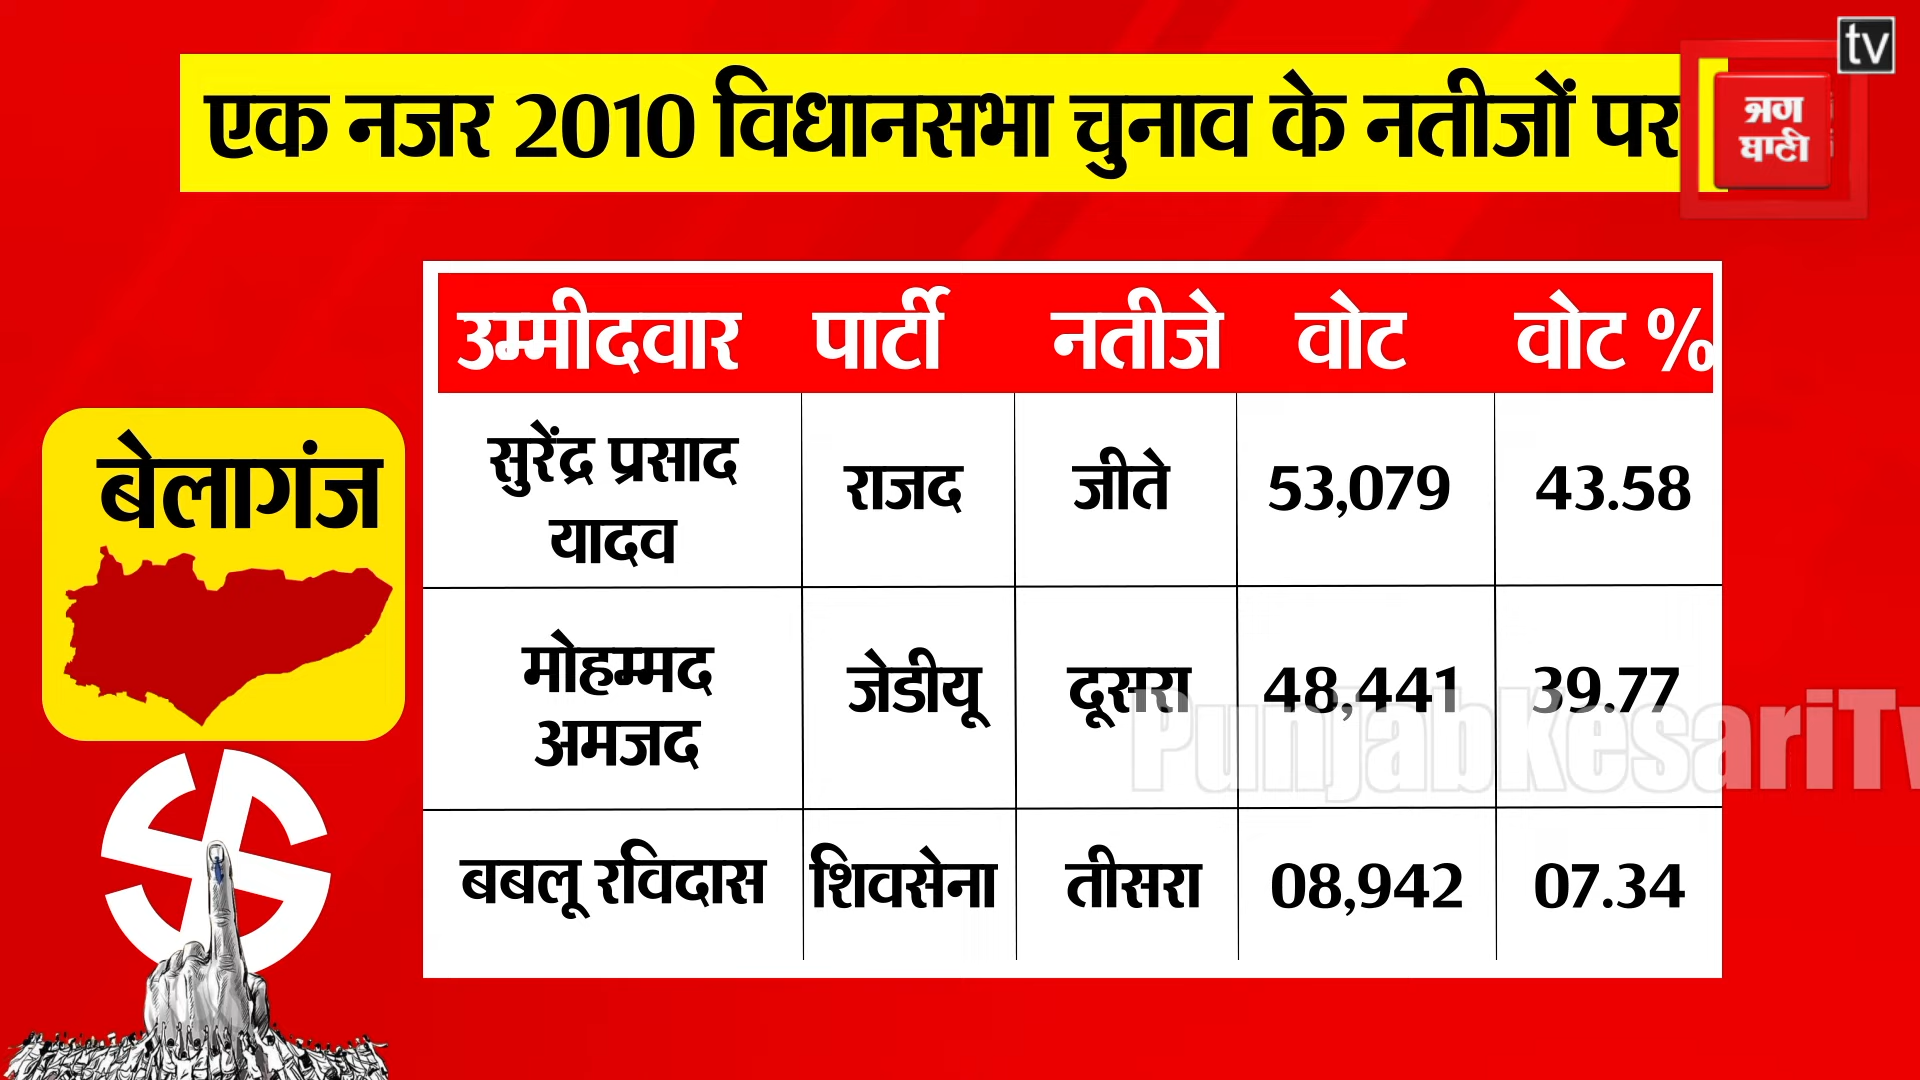 tv
एक नजर 2010 विधानसभा चुनाव के नतीजों पर
ਜਗ
ਬਾਣੀ
उम्मीदवार पार्टी नतीजे वोट वोट %
बेलागंज
सुरेंद्र प्रसाद
यादव
राजद जीते 53,079 43.58
मोहम्मद
अमजद
जेडीयू दूसरा 48,441 39.77
PunjabKesariTv
बबलू रविदास शिवसेना तीसरा 08,942 07.34